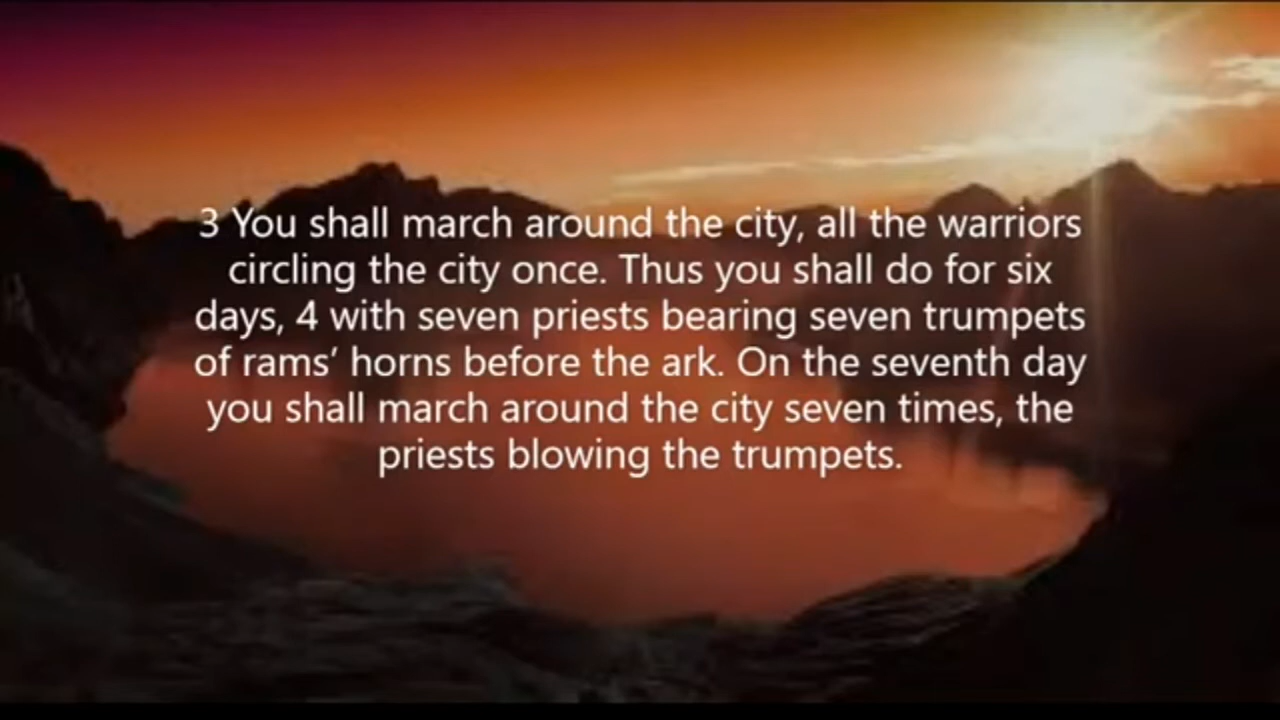 3 You shall march around the city, all the warriors
circling the city once. Thus you shall do for six
days, 4 with seven priests bearing seven trumpets
of rams’ horns before the ark. On the seventh day
you shall march around the city seven times, the
priests blowing the trumpets.